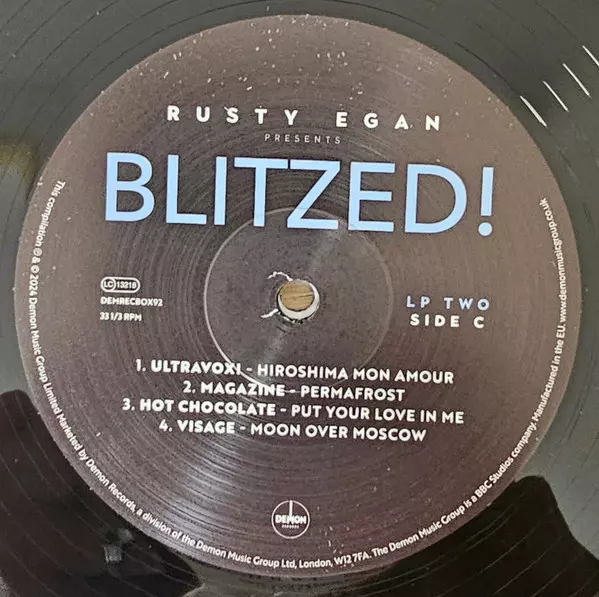 RUSTY EGAN
PRESENTS
BLITZED!
LC 13218
DEMRECBOX92
33 1/3 RPM
LP TWO
SIDE C
1. ULTRAVOX! - HIROSHIMA MON AMOUR
2. MAGAZINE - PERMAFROST
3. HOT CHOCOLATE - PUT YOUR LOVE IN ME
4. VISAGE - MOON OVER MOSCOW
DEMON
RECORDS
This compilation ℗ & © 2024 Demon Music Group Limited Marketed by Demon Records, a division of the Demon Music Group Ltd, London, W12 7FA. The Demon Music Group is a BBC Studios company. Manufactured in the EU. www.demonmusicgroup.co.uk